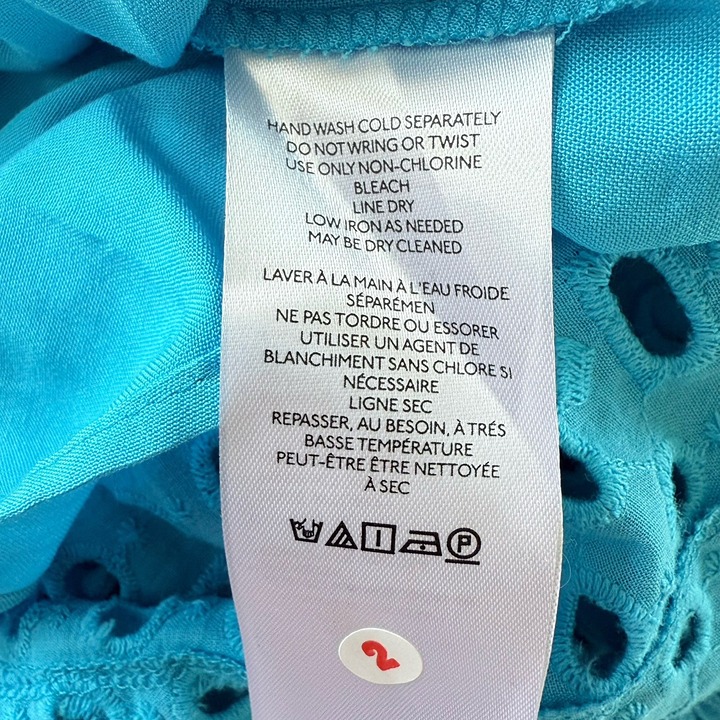 HAND WASH COLD SEPARATELY
DO NOT WRING OR TWIST
USE ONLY NON-CHLORINE
BLEACH
LINE DRY
LOW IRON AS NEEDED
MAY BE DRY CLEANED
LAVER À LA MAIN À L'EAU FROIDE
SÉPARÉMEN
NE PAS TORDRE OU ESSORER
UTILISER UN AGENT DE
BLANCHIMENT SANS CHLORE SI
NÉCESSAIRE
LIGNE SEC
REPASSER, AU BESOIN, À TRÉS
BASSE TEMPÉRATURE
PEUT-ÊTRE ÊTRE NETTOYÉE
À SEC
P
2